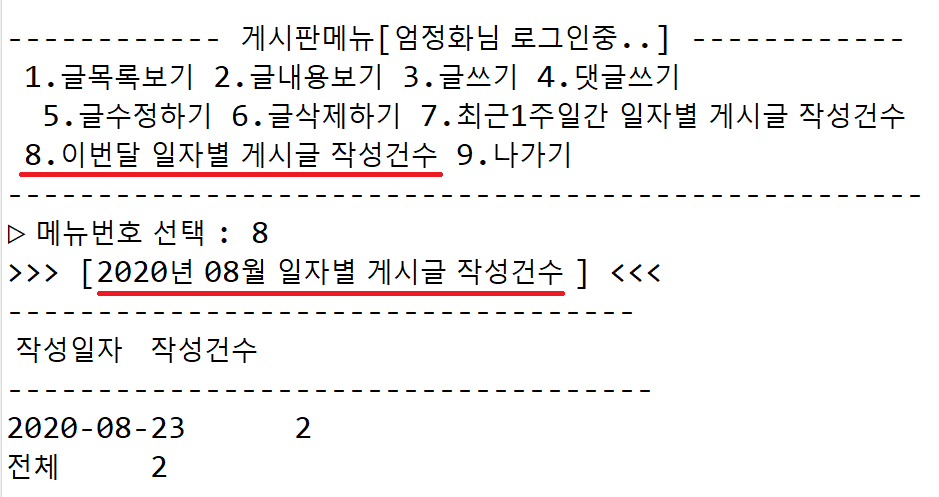 ------------ 게시판메뉴[엄정화님 로그인중..] ------------
1.글목록보기 2.글내용보기 3.글쓰기 4.댓글쓰기
5.글수정하기 6.글삭제하기 7.최근1주일간 일자별 게시글 작성건수
8.이번달 일자별 게시글 작성건수 9.나가기
---------------------------------------------------
▷ 메뉴번호 선택 : 8
>>> [2020년 08월 일자별 게시글 작성건수 ] <<<
-----------------------------------
작성일자 작성건수
------------------------------------
2020-08-23 2
전체 2